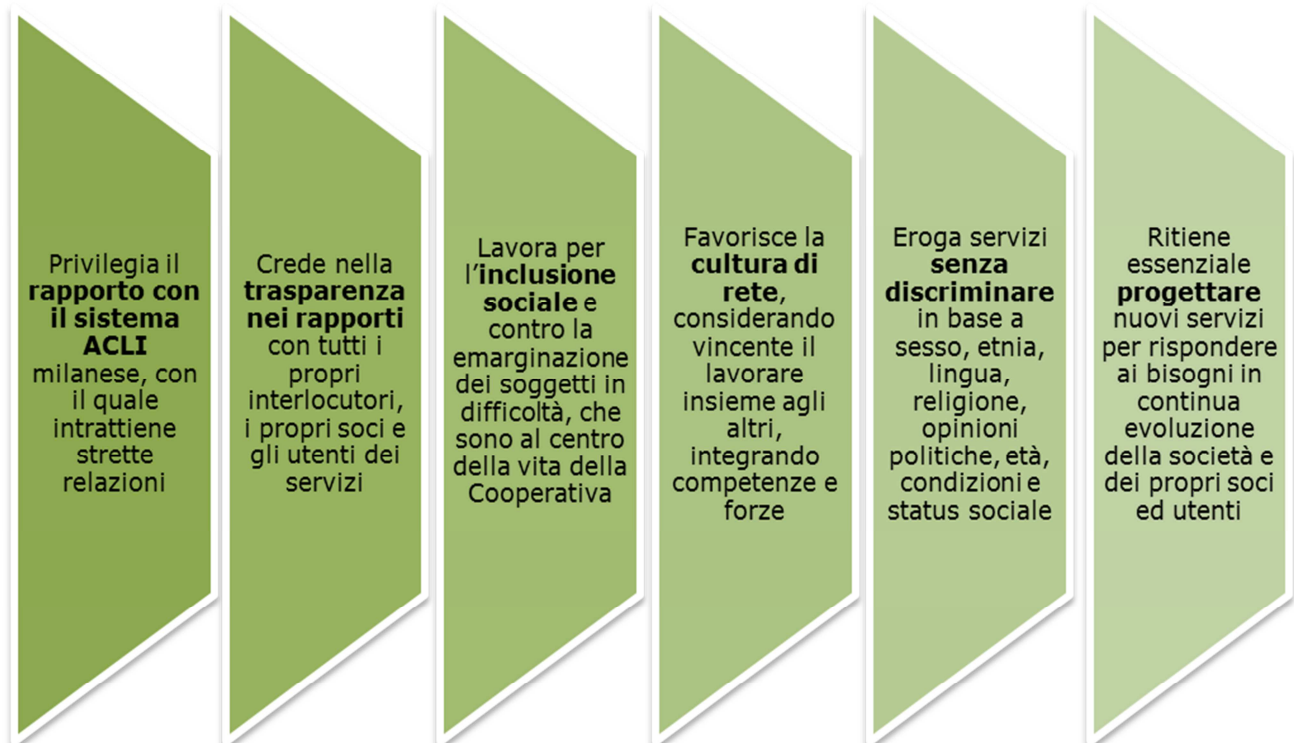 Privilegia il
rapporto con
il sistema
ACLI
milanese, con
il quale
intrattiene
strette
relazioni
Crede nella
trasparenza
nei rapporti
con tutti i
propri
interlocutori,
i propri soci e
gli utenti dei
servizi
Lavora per
l'inclusione
sociale e
contro la
emarginazione
dei soggetti in
difficoltà, che
sono al centro
della vita della
Cooperativa
Favorisce la
cultura di
rete,
considerando
vincente il
lavorare
insieme agli
altri,
integrando
competenze e
forze
Eroga servizi
senza
discriminare
in base a
sesso, etnia,
lingua,
religione,
opinioni
politiche, età,
condizioni e
status sociale
Ritiene
essenziale
progettare
nuovi servizi
per rispondere
ai bisogni in
continua
evoluzione
della società e
dei propri soci
ed utenti